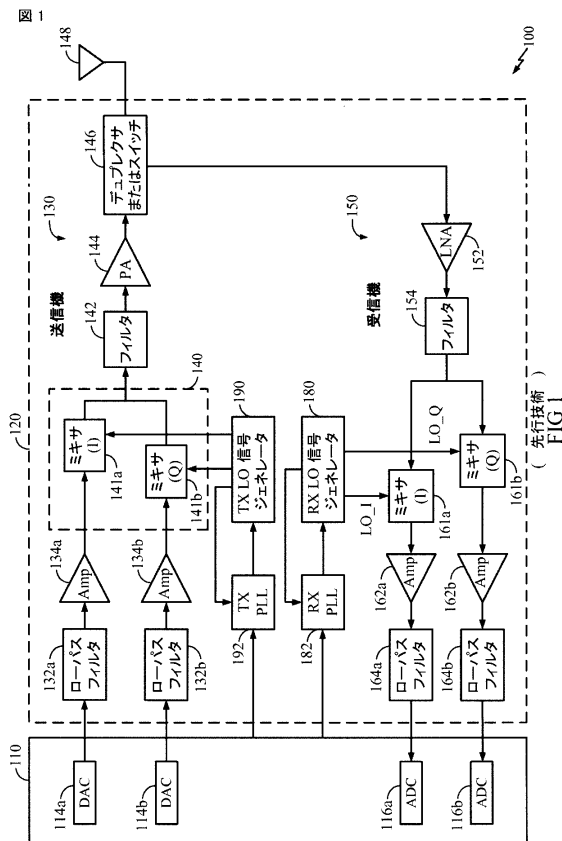 図 1
100
148
120
130
送信機
146
デュプレクサ
またはスイッチ
144
PA
142
フィルタ
140
ミキサ
(I)
141a
ミキサ
(Q)
141b
134a
Amp
134b
Amp
132a
ローパス
フィルタ
132b
ローパス
フィルタ
110
114a
DAC
114b
DAC
190
TX LO 信号
ジェネレータ
TX
PLL
192
180
RX LO 信号
ジェネレータ
RX
PLL
182
150
受信機
LNA
152
154
フィルタ
LO_I
LO_Q
ミキサ
(I)
161a
ミキサ
(Q)
161b
162a
Amp
162b
Amp
164a
ローパス
フィルタ
164b
ローパス
フィルタ
116a
ADC
116b
ADC
( 先行技術 )
FIG 1